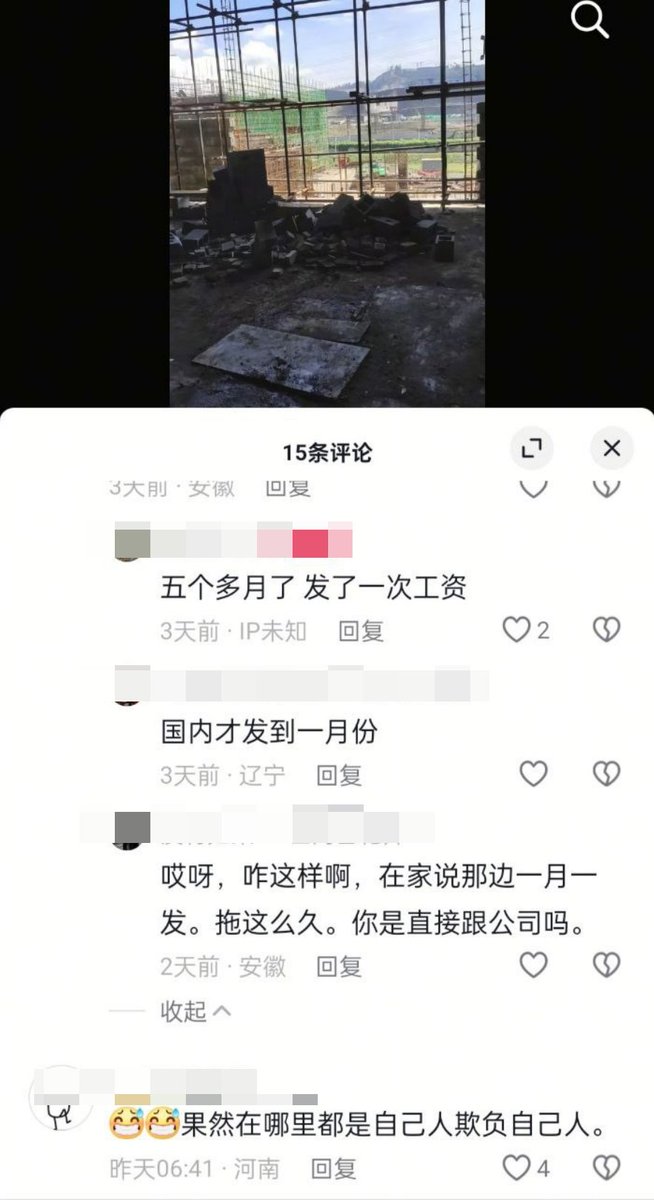 15条评论
3天前 · 安徽 回复
五个多月了 发了一次工资
3天前 · IP未知 回复 2
国内才发到一月份
3天前 · 辽宁 回复
哎呀，咋这样啊，在家说那边一月一
发。拖这么久。你是直接跟公司吗。
2天前 · 安徽 回复
收起
😅😅果然在哪里都是自己人欺负自己人。
昨天06:41 · 河南 回复 4